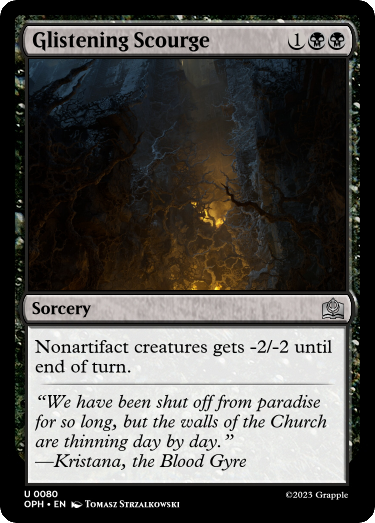 Glistening Scourge 1
Sorcery
Nonartifact creatures gets -2/-2 until
end of turn.
“We have been shut off from paradise
for so long, but the walls of the Church
are thinning day by day.”
—Kristana, the Blood Gyre
U 0080
OPH • EN Tomasz Strzalkowski
©2023 Grapple